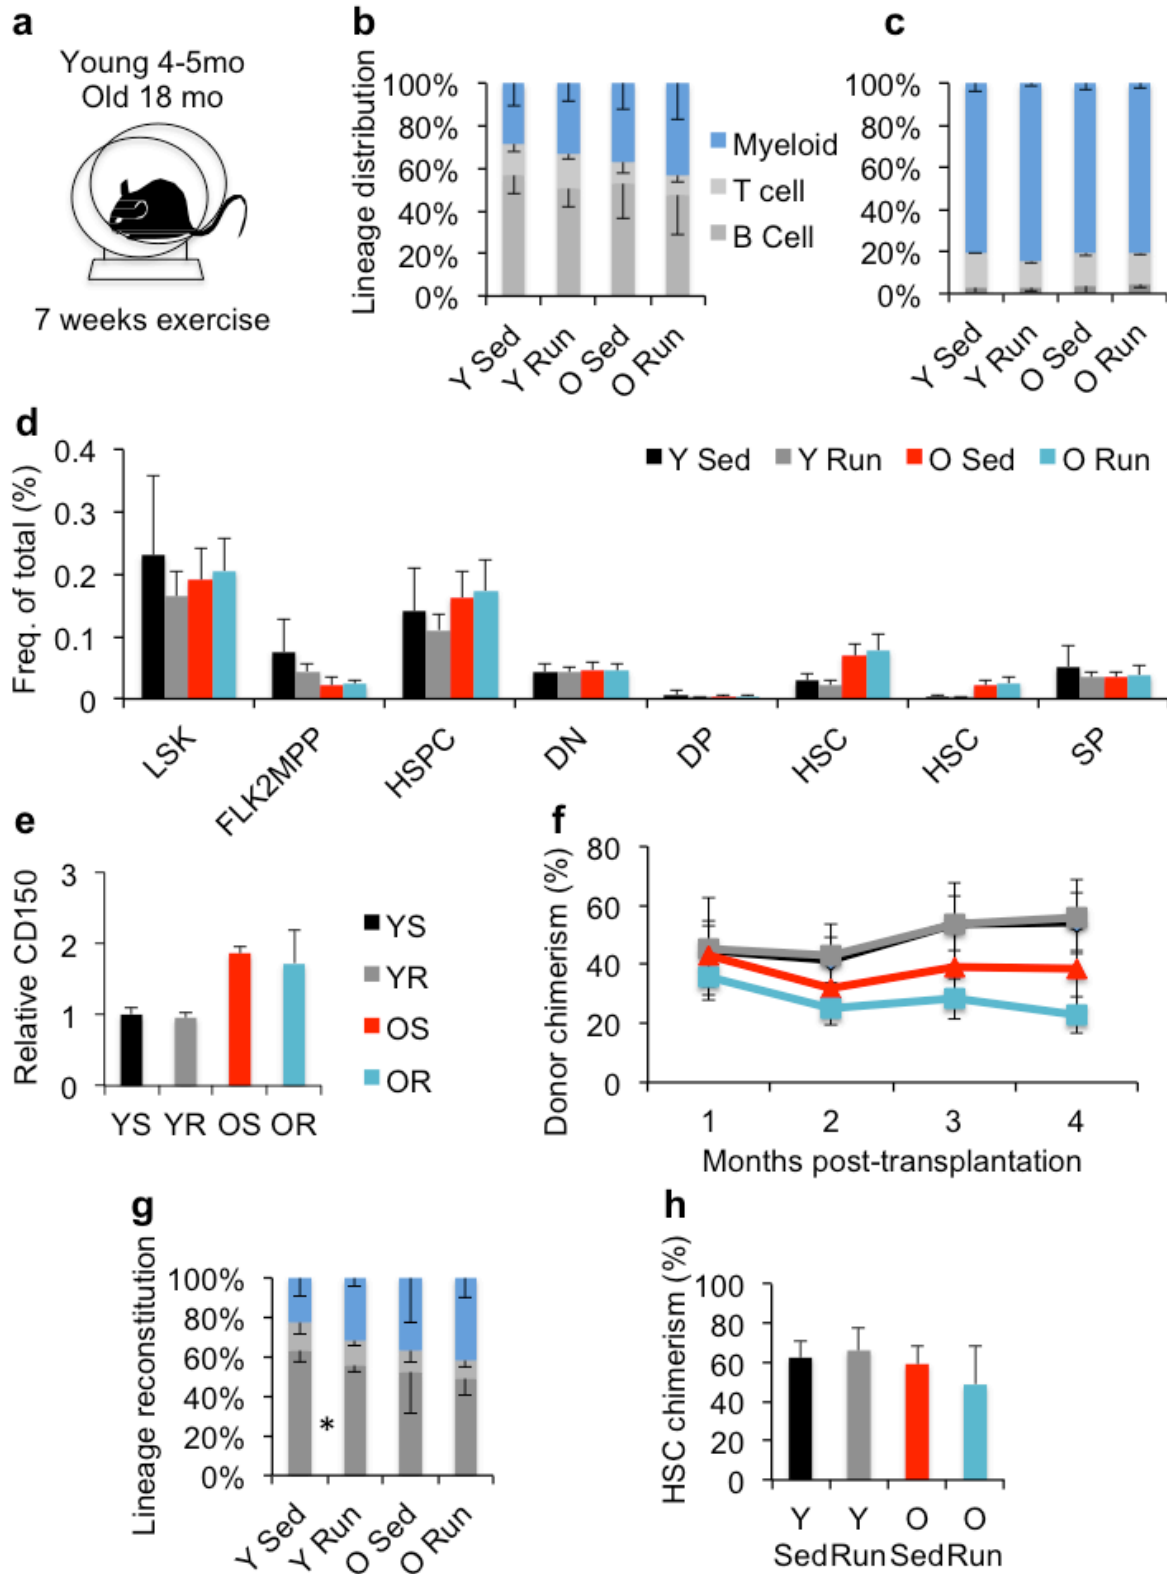 a
Young 4-5mo
Old 18 mo
7 weeks exercise
b
Lineage distribution
100%
80%
60%
40%
20%
0%
Y Sed
Y Run
O Sed
O Run
Myeloid
T cell
B Cell
c
100%
80%
60%
40%
20%
0%
Y Sed
Y Run
O Sed
O Run
d
Freq. of total (%)
0.4
0.3
0.2
0.1
0
Y Sed
Y Run
O Sed
O Run
LSK
FLK2MPP
HSPC
DN
DP
HSC
HSC
SP
e
Relative CD150
3
2
1
0
YS
YR
OS
OR
YS
YR
OS
OR
f
Donor chimerism (%)
80
60
40
20
0
1
2
3
4
Months post-transplantation
g
Lineage reconstitution
100%
80%
60%
40%
20%
0%
*
Y Sed
Y Run
O Sed
O Run
h
HSC chimerism (%)
100
80
60
40
20
0
Y Y O O
Sed Run Sed Run